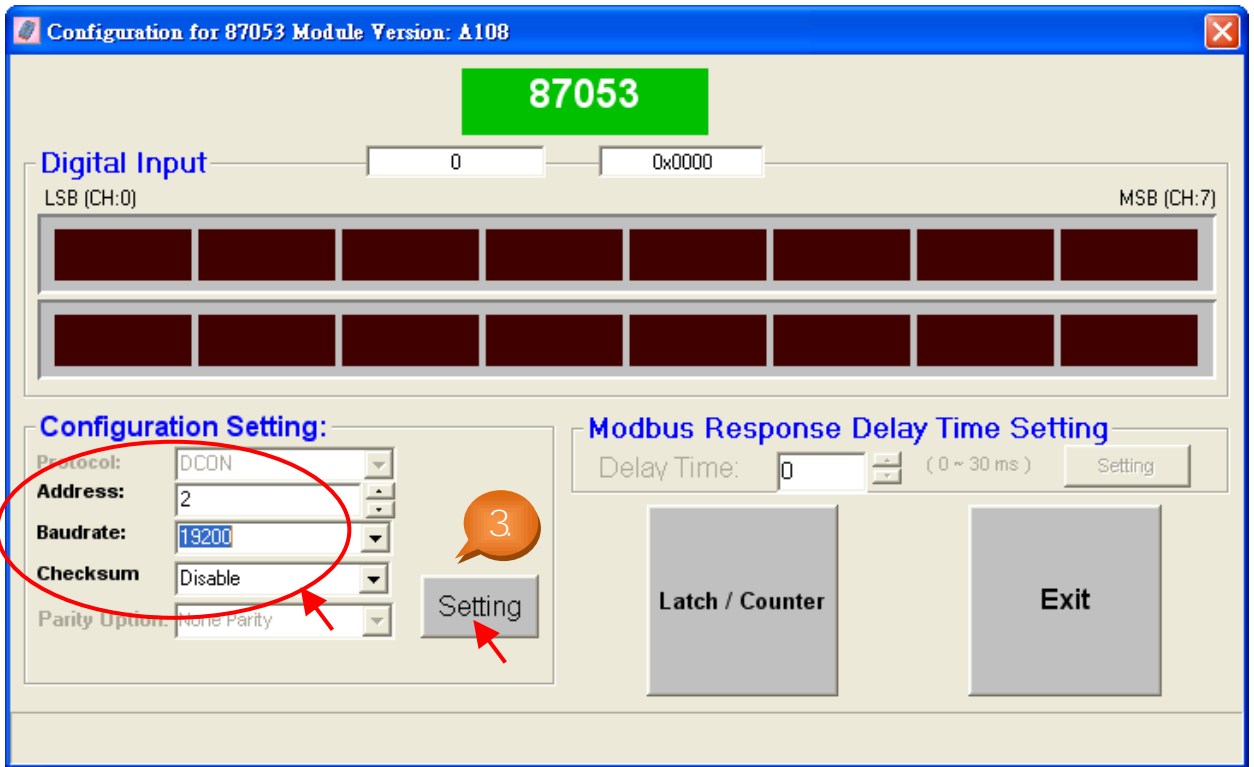 Configuration for 87053 Module Version: A108
87053
Digital Input 0 0x0000
LSB (CH:0) MSB (CH:7)
Configuration Setting:
Protocol: DCON
Address: 2
Baudrate: 19200
Checksum Disable
Parity Option: None Parity
3.
Setting
Modbus Response Delay Time Setting
Delay Time: 0 ( 0 ~ 30 ms ) Setting
Latch / Counter
Exit